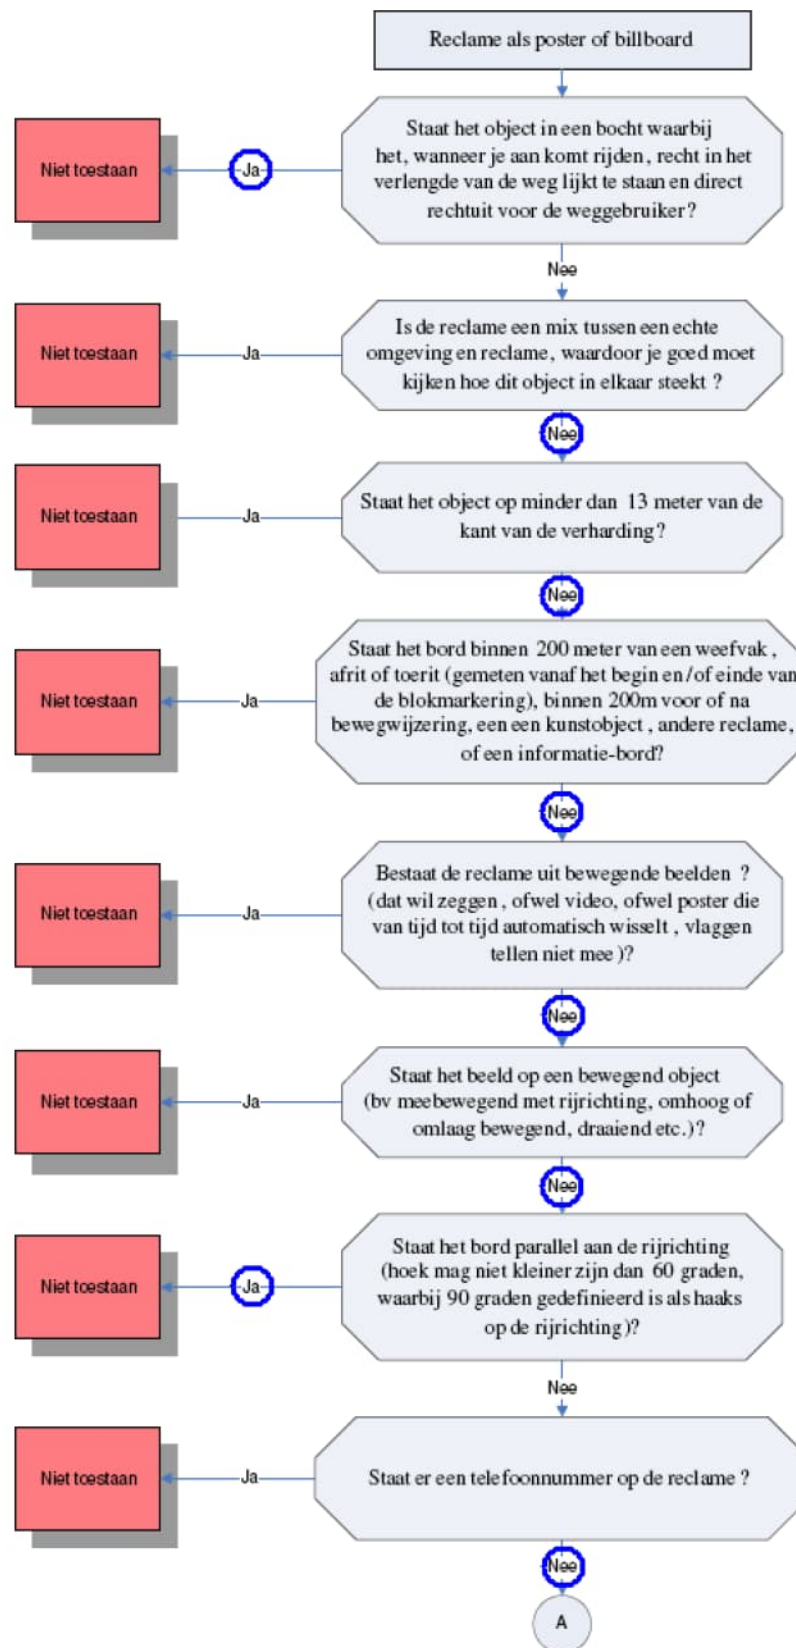 Reclame als poster of billboard
Staat het object in een bocht waarbij
het, wanneer je aan komt rijden, recht in het
verlengde van de weg lijkt te staan en direct
rechtuit voor de weggebruiker?
Ja
Niet toestaan
Nee
Is de reclame een mix tussen een echte
omgeving en reclame, waardoor je goed moet
kijken hoe dit object in elkaar steekt ?
Ja
Niet toestaan
Nee
Staat het object op minder dan 13 meter van de
kant van de verharding?
Ja
Niet toestaan
Nee
Staat het bord binnen 200 meter van een weefvak,
afrit of toerit (gemeten vanaf het begin en/of einde van
de blokmarkering), binnen 200m voor of na
bewegwijzering, een een kunstobject, andere reclame,
of een informatie-bord?
Ja
Niet toestaan
Nee
Bestaat de reclame uit bewegende beelden ?
(dat wil zeggen, ofwel video, ofwel poster die
van tijd tot tijd automatisch wisselt, vlaggen
tellen niet mee)?
Ja
Niet toestaan
Nee
Staat het beeld op een bewegend object
(bv meebewegend met rijrichting, omhoog of
omlaag bewegend, draaiend etc.)?
Ja
Niet toestaan
Nee
Staat het bord parallel aan de rijrichting
(hoek mag niet kleiner zijn dan 60 graden,
waarbij 90 graden gedefinieerd is als haaks
op de rijrichting)?
Ja
Niet toestaan
Nee
Staat er een telefoonnummer op de reclame ?
Ja
Niet toestaan
Nee
A